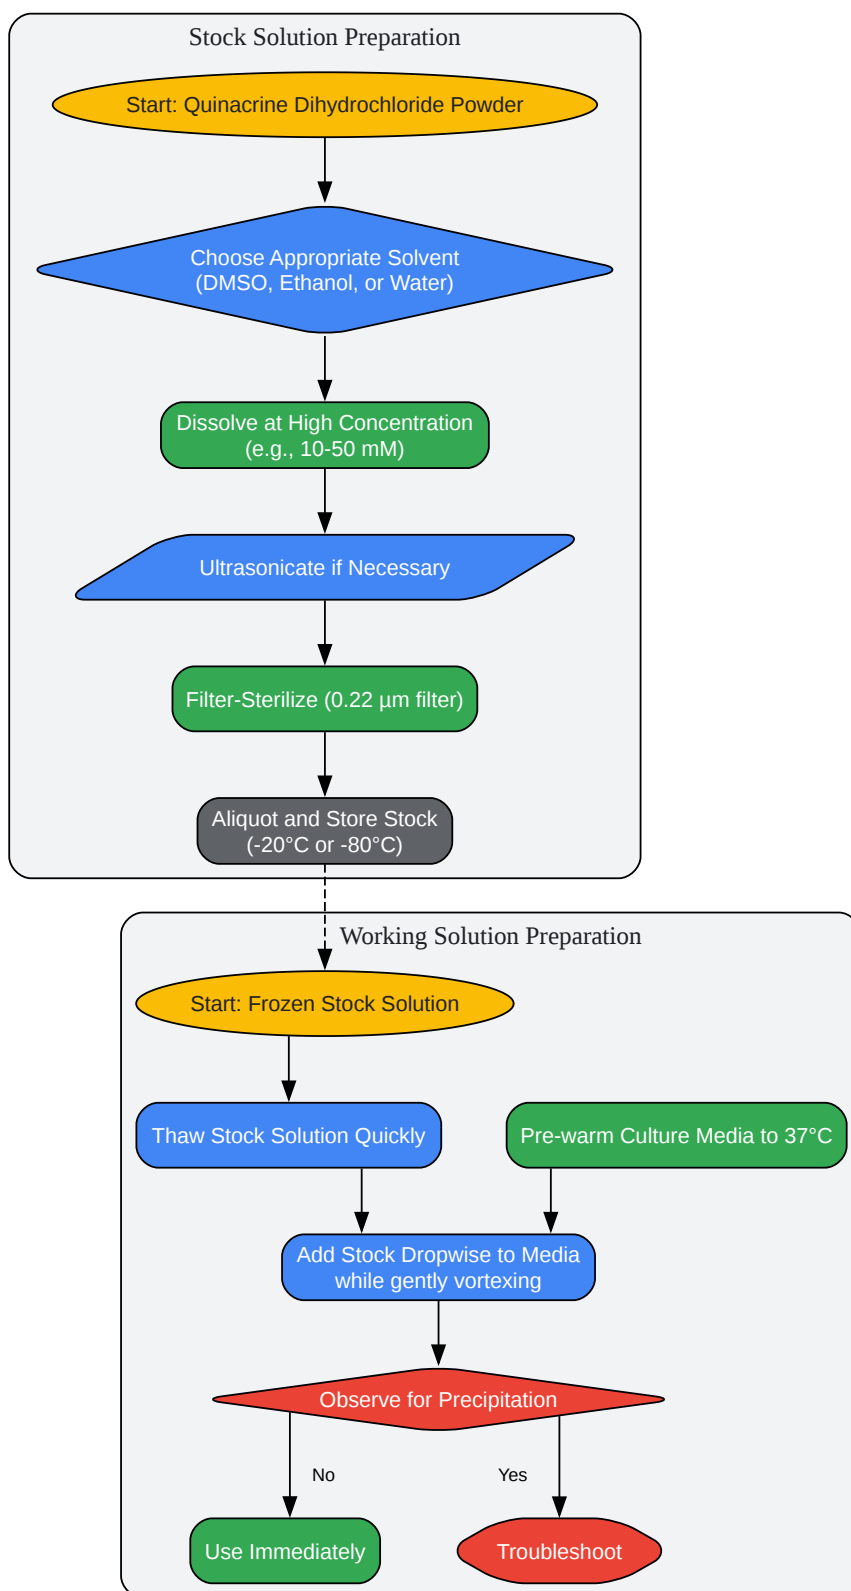 Stock Solution Preparation
Start: Quinacrine Dihydrochloride Powder
Choose Appropriate Solvent
(DMSO, Ethanol, or Water)
Dissolve at High Concentration
(e.g., 10-50 mM)
Ultrasonicate if Necessary
Filter-Sterilize (0.22 µm filter)
Aliquot and Store Stock
(-20°C or -80°C)
Working Solution Preparation
Start: Frozen Stock Solution
Thaw Stock Solution Quickly
Pre-warm Culture Media to 37°C
Add Stock Dropwise to Media
while gently vortexing
Observe for Precipitation
No
Yes
Use Immediately
Troubleshoot